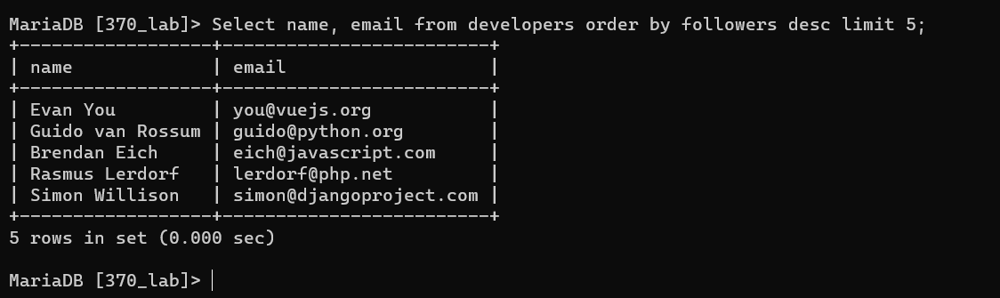 MariaDB [370_lab]> Select name, email from developers order by followers desc limit 5;
+------------------+-------------------------+
| name             | email                   |
+------------------+-------------------------+
| Evan You         | you@vuejs.org           |
| Guido van Rossum | guido@python.org        |
| Brendan Eich     | eich@javascript.com     |
| Rasmus Lerdorf   | lerdorf@php.net         |
| Simon Willison   | simon@djangoproject.com |
+------------------+-------------------------+
5 rows in set (0.000 sec)
MariaDB [370_lab]>